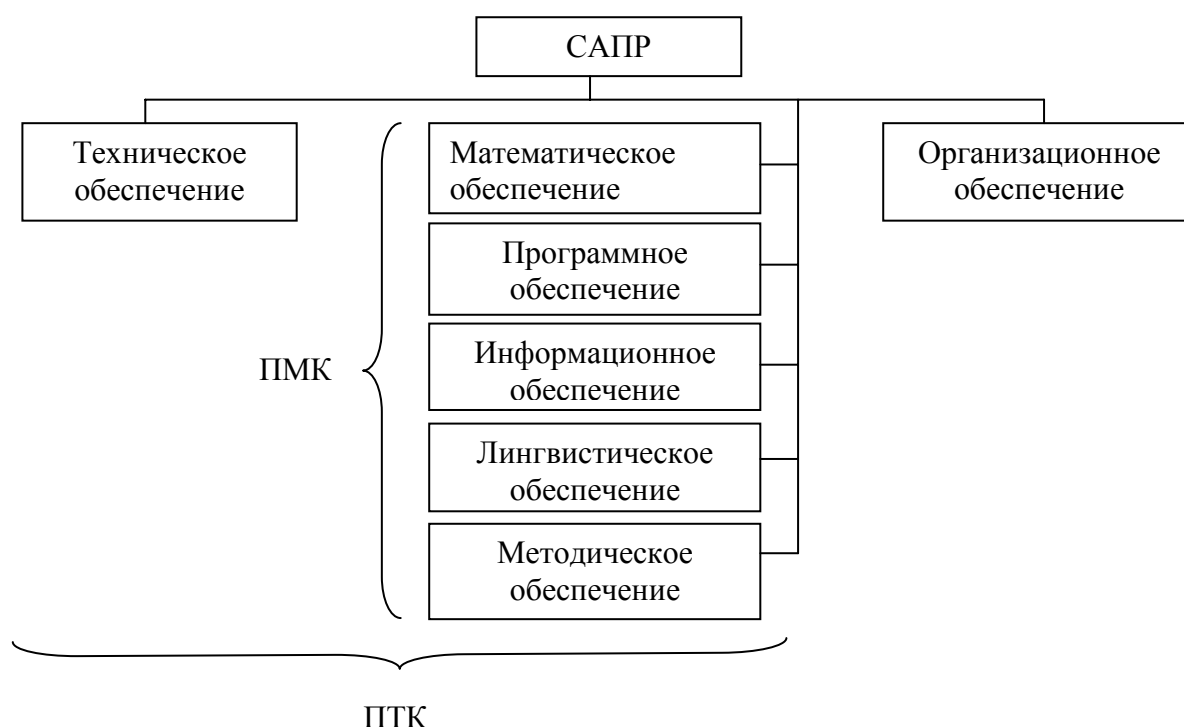 САПР
Техническое
обеспечение
Математическое
обеспечение
Организационное
обеспечение
Программное
обеспечение
Информационное
обеспечение
ПМК
Лингвистическое
обеспечение
Методическое
обеспечение
ПТК